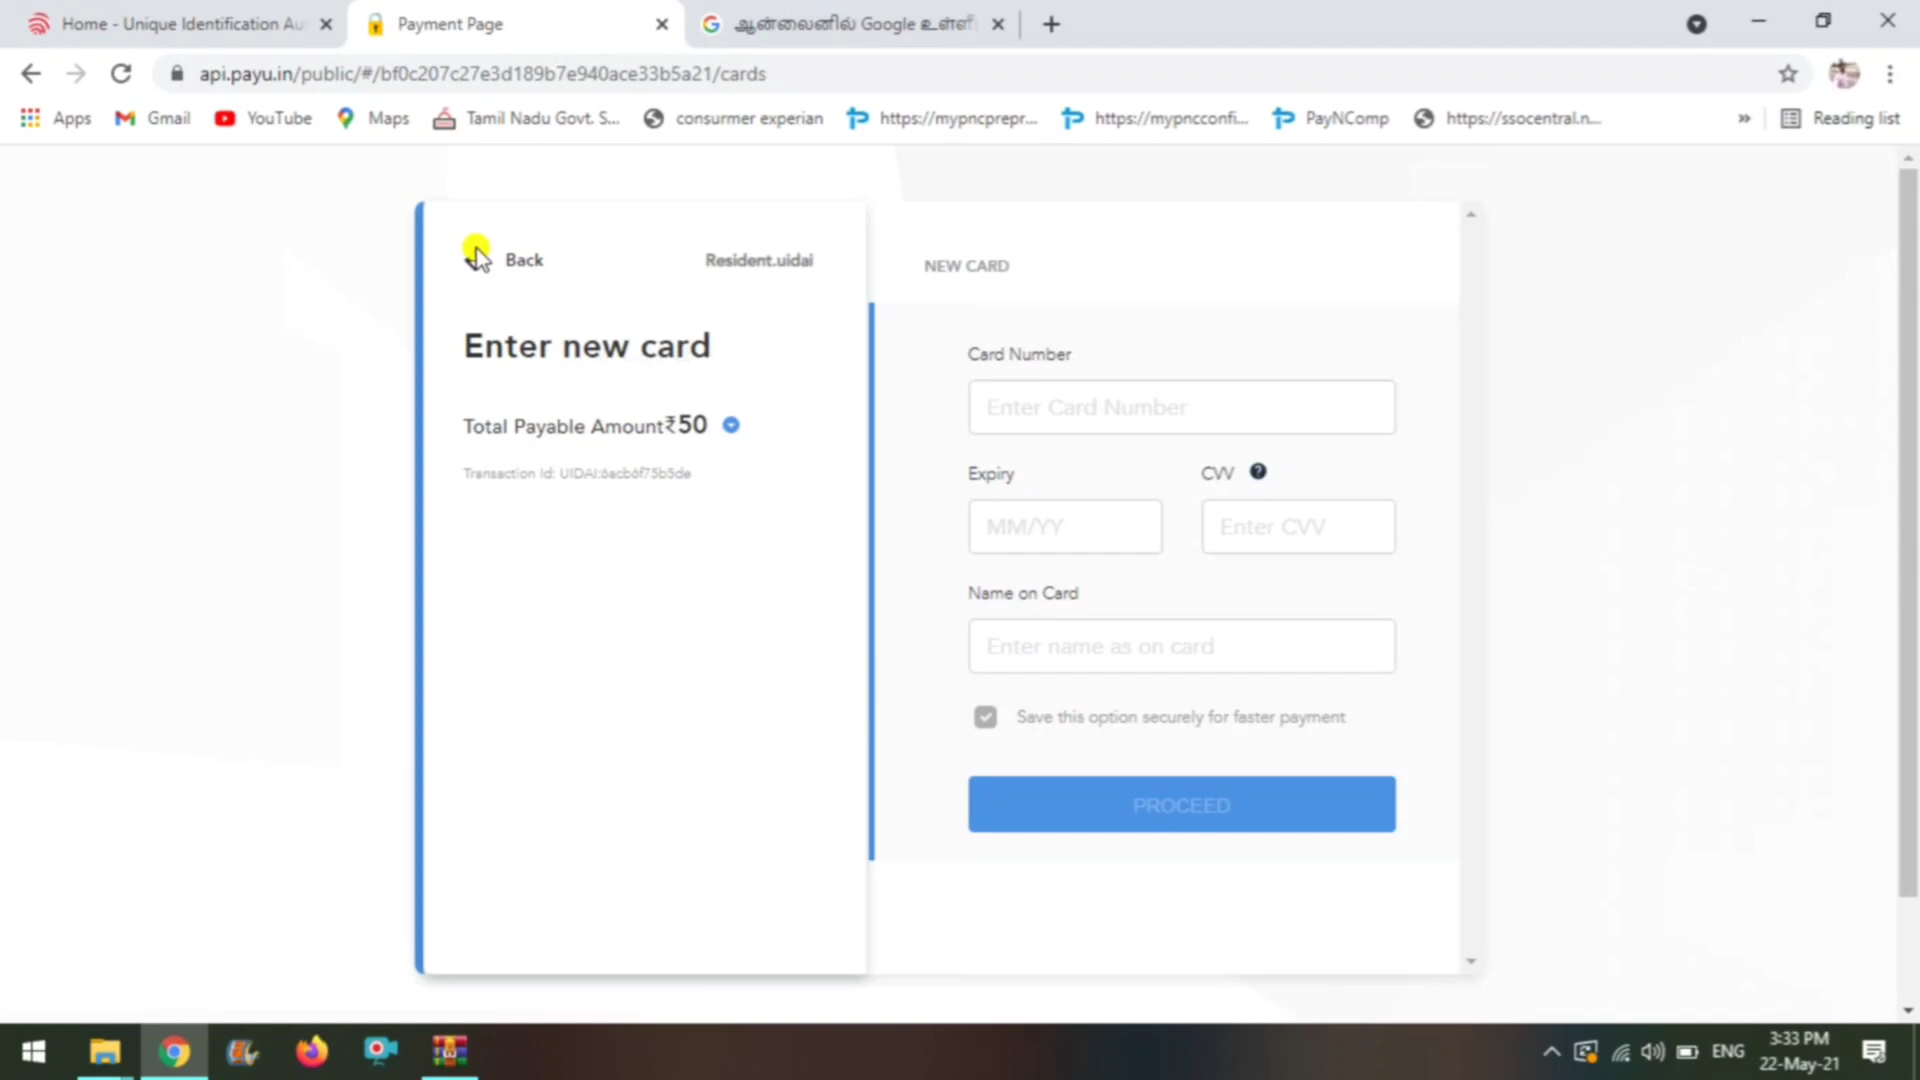 Home - Unique Identification Au
Payment Page
ஆன்லைனில் Google உள்ளீ
api.payu.in/public/#/bf0c207c27e3d189b7e940ace33b5a21/cards
Apps
Gmail
YouTube
Maps
Tamil Nadu Govt. S...
consurmer experian
https://mypncprepr...
https://mypncconfi...
PayNComp
https://ssocentral.n...
»
Reading list
Back
Resident.uidai
NEW CARD
Enter new card
Card Number
Enter Card Number
Total Payable Amount₹50
Transaction Id: UIDAI:6acb6f75b5de
Expiry
CVV
MM/YY
Enter CVV
Name on Card
Enter name as on card
Save this option securely for faster payment
PROCEED
ENG
3:33 PM
22-May-21